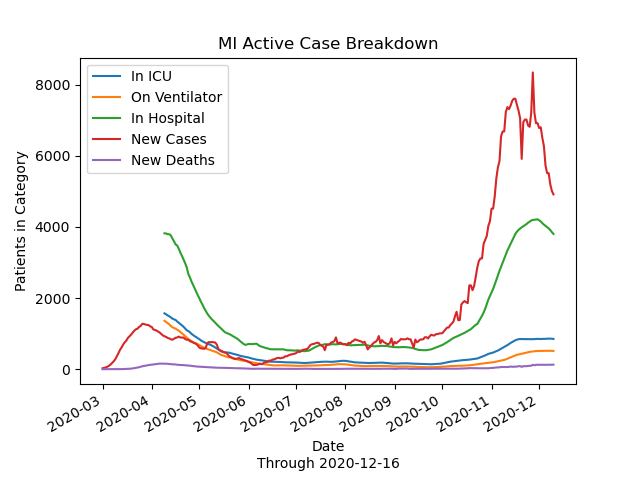 MI Active Case Breakdown
In ICU
On Ventilator
In Hospital
New Cases
New Deaths
Patients in Category
8000
6000
4000
2000
0
2020-03
2020-04
2020-05
2020-06
2020-07
2020-08
2020-09
2020-10
2020-11
2020-12
Date
Through 2020-12-16